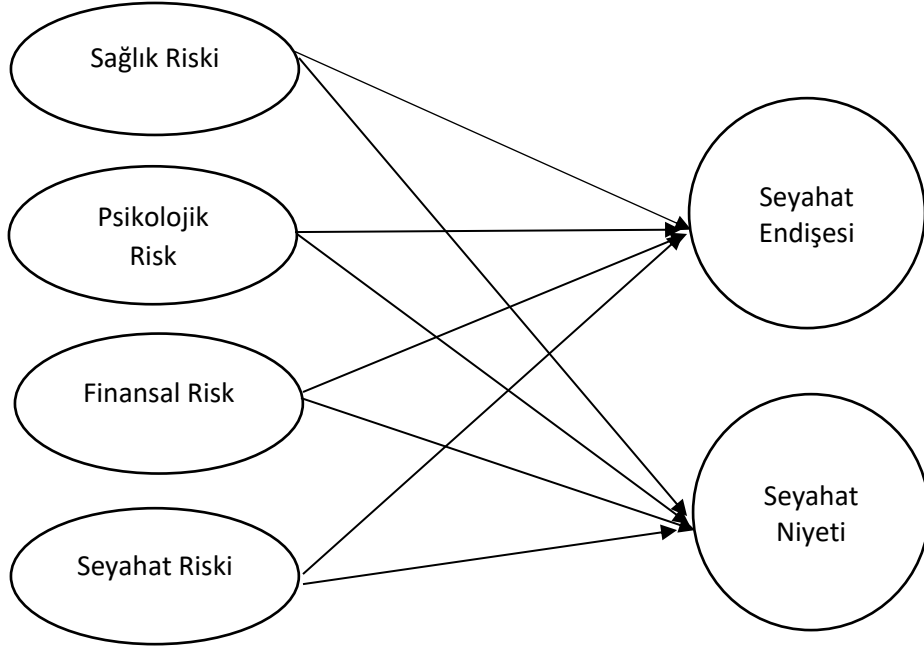 Sağlık Riski
Psikolojik
Risk
Finansal Risk
Seyahat Riski
Seyahat
Endişesi
Seyahat
Niyeti